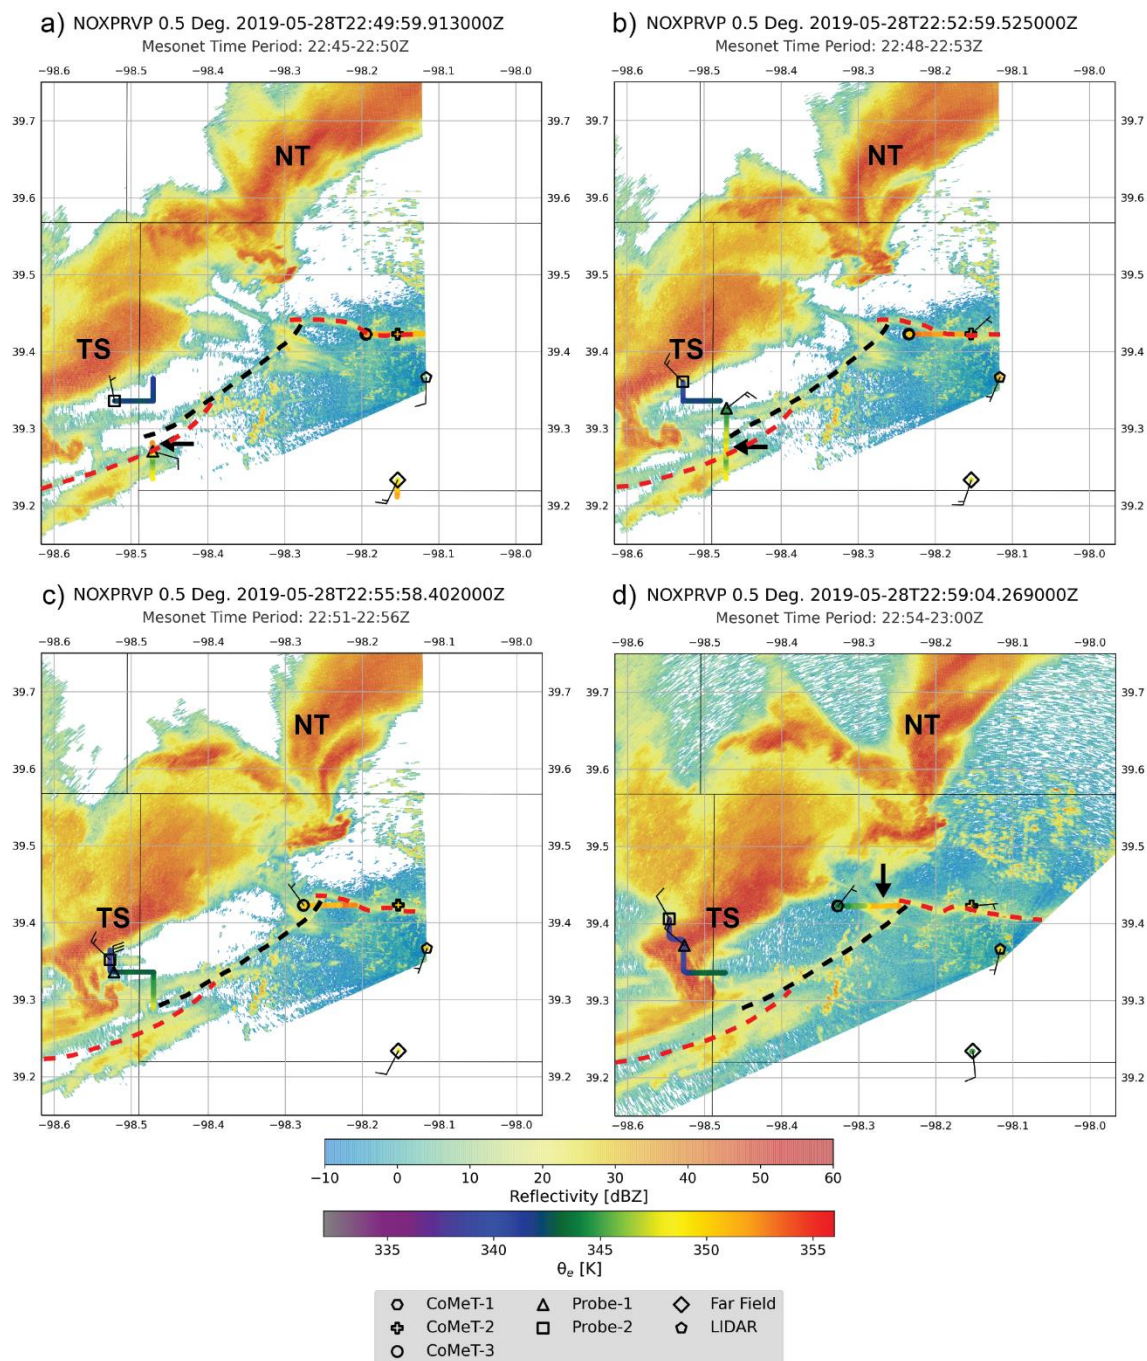 a) NOXPRVP 0.5 Deg. 2019-05-28T22:49:59.913000Z
Mesonet Time Period: 22:45-22:50Z
−98.6 −98.5 −98.4 −98.3 −98.2 −98.1 −98.0
39.7 39.7
NT
39.6 39.6
39.5 39.5
39.4 39.4
TS
39.3 39.3
39.2 39.2
−98.6 −98.5 −98.4 −98.3 −98.2 −98.1 −98.0
b) NOXPRVP 0.5 Deg. 2019-05-28T22:52:59.525000Z
Mesonet Time Period: 22:48-22:53Z
−98.6 −98.5 −98.4 −98.3 −98.2 −98.1 −98.0
39.7 39.7
NT
39.6 39.6
39.5 39.5
39.4 39.4
TS
39.3 39.3
39.2 39.2
−98.6 −98.5 −98.4 −98.3 −98.2 −98.1 −98.0
c) NOXPRVP 0.5 Deg. 2019-05-28T22:55:58.402000Z
Mesonet Time Period: 22:51-22:56Z
−98.6 −98.5 −98.4 −98.3 −98.2 −98.1 −98.0
39.7 39.7
NT
39.6 39.6
39.5 39.5
39.4 39.4
TS
39.3 39.3
39.2 39.2
−98.6 −98.5 −98.4 −98.3 −98.2 −98.1 −98.0
d) NOXPRVP 0.5 Deg. 2019-05-28T22:59:04.269000Z
Mesonet Time Period: 22:54-23:00Z
−98.6 −98.5 −98.4 −98.3 −98.2 −98.1 −98.0
39.7 39.7
NT
39.6 39.6
39.5 39.5
39.4 39.4
TS
39.3 39.3
39.2 39.2
−98.6 −98.5 −98.4 −98.3 −98.2 −98.1 −98.0
−10 0 10 20 30 40 50 60
Reflectivity [dBZ]
335 340 345 350 355
θe [K]
CoMeT-1 Probe-1 Far Field
CoMeT-2 Probe-2 LIDAR
CoMeT-3